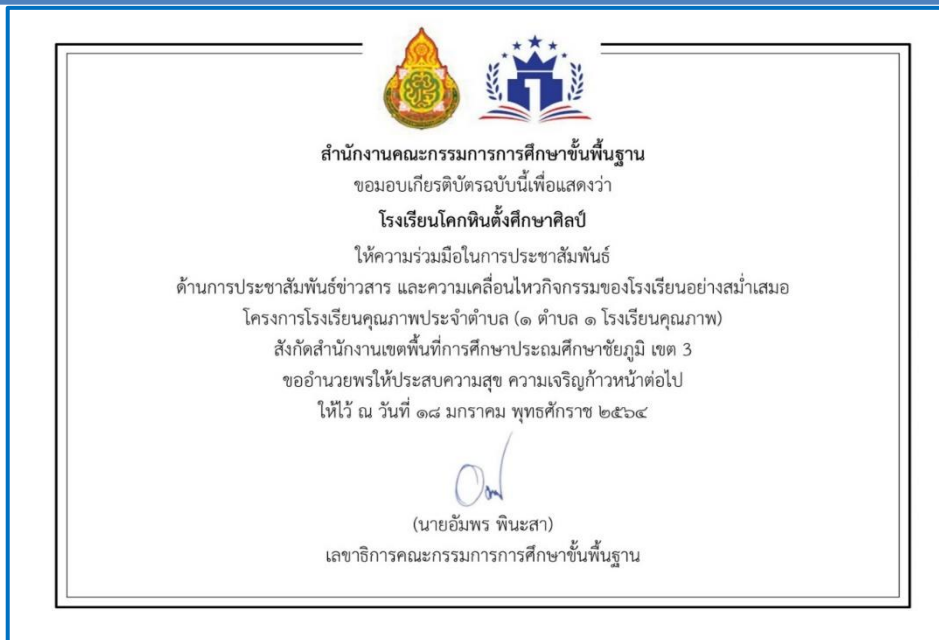 1
สำนักงานคณะกรรมการการศึกษาขั้นพื้นฐาน
ขอมอบเกียรติบัตรฉบับนี้เพื่อแสดงว่า
โรงเรียนโคกหินตั้งศึกษาศิลป์
ให้ความร่วมมือในการประชาสัมพันธ์
ด้านการประชาสัมพันธ์ข่าวสาร และความเคลื่อนไหวกิจกรรมของโรงเรียนอย่างสม่ำเสมอ
โครงการโรงเรียนคุณภาพประจำตำบล (๑ ตำบล ๑ โรงเรียนคุณภาพ)
สังกัดสำนักงานเขตพื้นที่การศึกษาประถมศึกษาชัยภูมิ เขต 3
ขออำนวยพรให้ประสบความสุข ความเจริญก้าวหน้าต่อไป
ให้ไว้ ณ วันที่ ๑๘ มกราคม พุทธศักราช ๒๕๖๔
(นายอัมพร พินะสา)
เลขาธิการคณะกรรมการการศึกษาขั้นพื้นฐาน